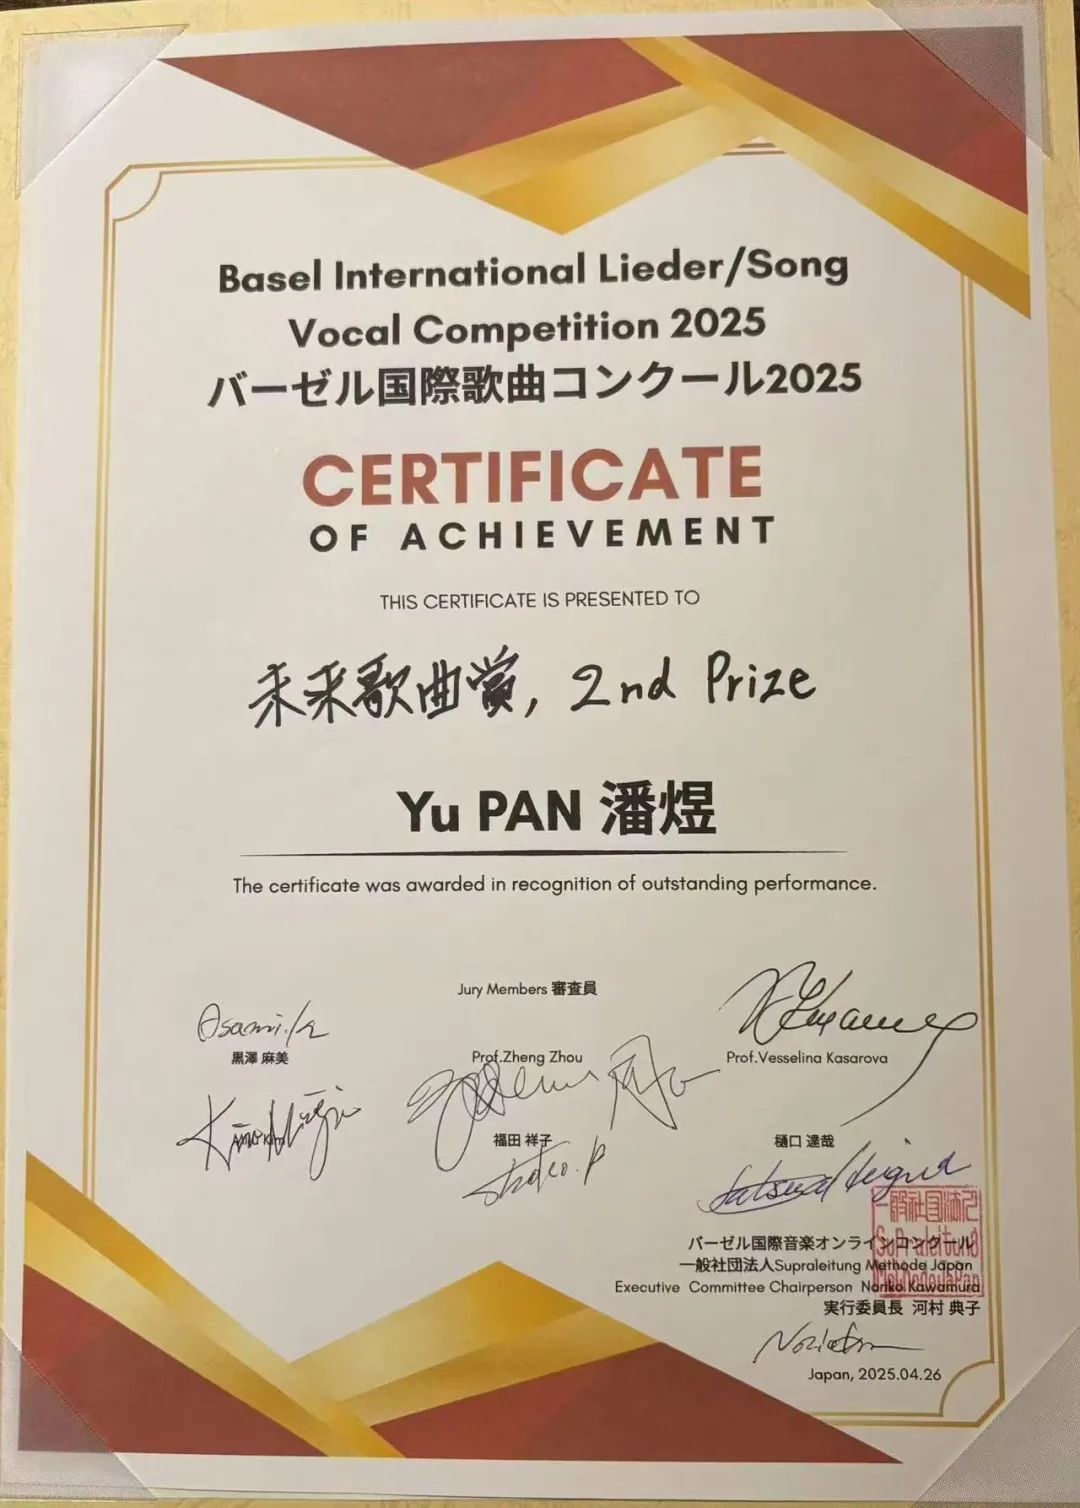 Basel International Lieder/Song
Vocal Competition 2025
バーゼル国際歌曲コンクール2025
CERTIFICATE
OF ACHIEVEMENT
THIS CERTIFICATE IS PRESENTED TO
未来歌曲賞, 2nd Prize
Yu PAN 潘煜
The certificate was awarded in recognition of outstanding performance.
Jury Members 審査員
黒澤 麻美
Prof.Zheng Zhou
Prof.Vesselina Kasarova
福田 祥子
樋口 達哉
バーゼル国際音楽オンラインコンクール
一般社団法人Supraleitung Methode Japan
Executive Committee Chairperson Noriko Kawamura
実行委員長 河村 典子
Japan, 2025.04.26